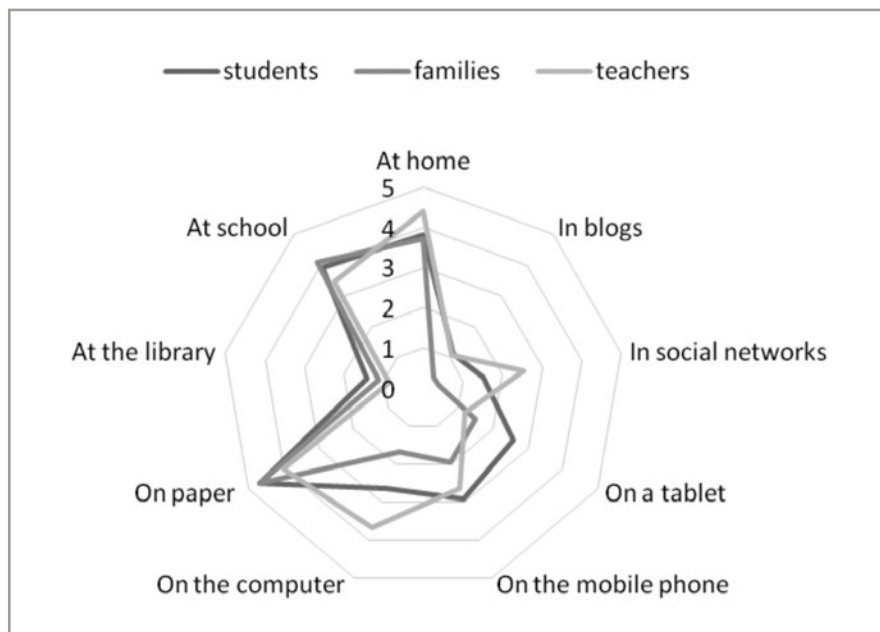 students families teachers
At home
5
4
3
2
1
0
In blogs
In social networks
On a tablet
On the mobile phone
On the computer
On paper
At the library
At school